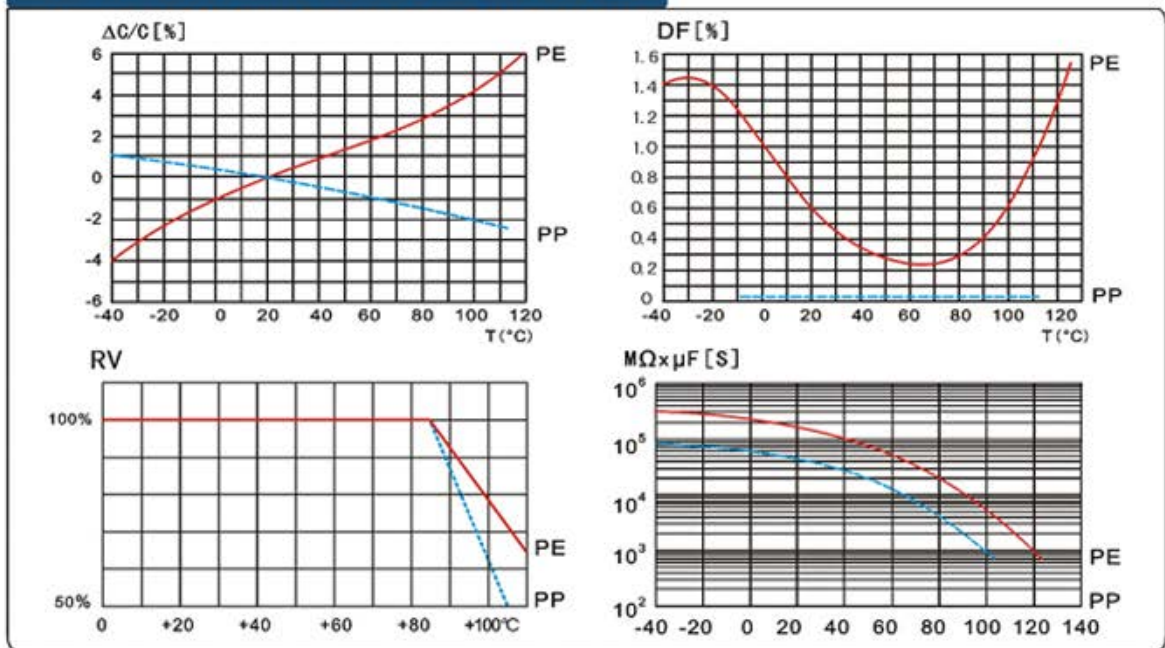 ΔC/C[%]
6
4
2
0
-2
-4
-6
PE
PP
-40 -20 0 20 40 60 80 100 120
T(°C)
DF[%]
1.6
1.4
1.2
1.0
0.8
0.6
0.4
0.2
0
PE
PP
-40 -20 0 20 40 60 80 100 120
T(°C)
RV
100%
50%
PE
PP
0 +20 +40 +60 +80 +100℃
MΩxμF[S]
10⁶
10⁵
10⁴
10³
10²
PE
PP
-40 -20 0 20 40 60 80 100 120 140